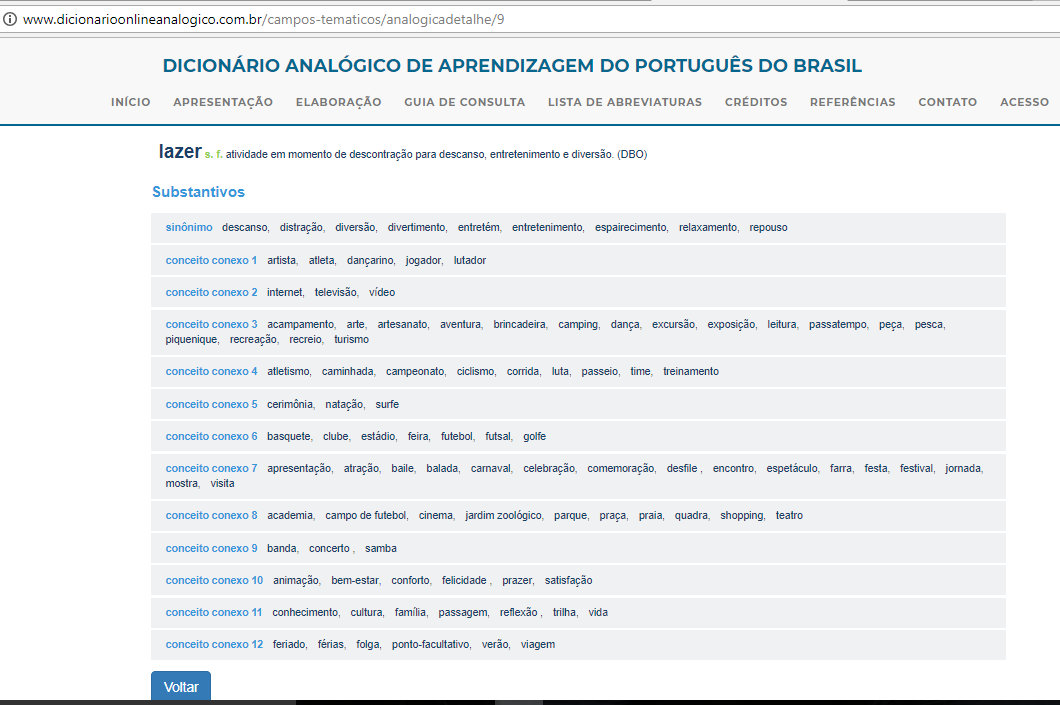 www.dicionarioonlineanalogico.com.br/campos-tematicos/analogicadetalhe/9
DICIONÁRIO ANALÓGICO DE APRENDIZAGEM DO PORTUGUÊS DO BRASIL
INÍCIO APRESENTAÇÃO ELABORAÇÃO GUIA DE CONSULTA LISTA DE ABREVIATURAS CRÉDITOS REFERÊNCIAS CONTATO ACESSO
lazer s. f. atividade em momento de descontração para descanso, entretenimento e diversão. (DBO)
Substantivos
sinônimo descanso, distração, diversão, divertimento, entretém, entretenimento, espairecimento, relaxamento, repouso
conceito conexo 1 artista, atleta, dançarino, jogador, lutador
conceito conexo 2 internet, televisão, vídeo
conceito conexo 3 acampamento, arte, artesanato, aventura, brincadeira, camping, dança, excursão, exposição, leitura, passatempo, peça, pesca,
piquenique, recreação, recreio, turismo
conceito conexo 4 atletismo, caminhada, campeonato, ciclismo, corrida, luta, passeio, time, treinamento
conceito conexo 5 cerimônia, natação, surfe
conceito conexo 6 basquete, clube, estádio, feira, futebol, futsal, golfe
conceito conexo 7 apresentação, atração, baile, balada, carnaval, celebração, comemoração, desfile , encontro, espetáculo, farra, festa, festival, jornada,
mostra, visita
conceito conexo 8 academia, campo de futebol, cinema, jardim zoológico, parque, praça, praia, quadra, shopping, teatro
conceito conexo 9 banda, concerto , samba
conceito conexo 10 animação, bem-estar, conforto, felicidade , prazer, satisfação
conceito conexo 11 conhecimento, cultura, família, passagem, reflexão , trilha, vida
conceito conexo 12 feriado, férias, folga, ponto-facultativo, verão, viagem
Voltar